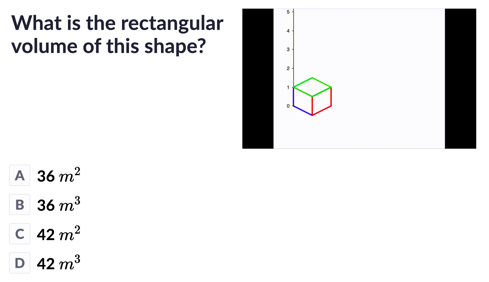 What is the rectangular
volume of this shape?
5
4
3
2
1
0
A 36 m²
B 36 m³
C 42 m²
D 42 m³